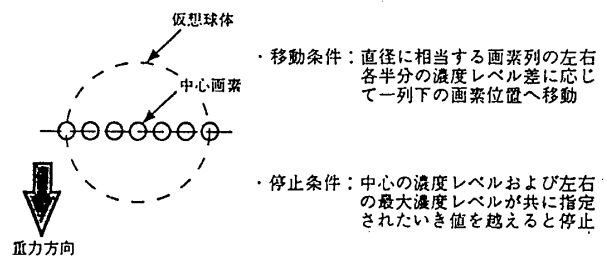 仮想球体
中心画素
重力方向
・移動条件：直径に相当する画素列の左右
各半分の濃度レベル差に応じ
て一列下の画素位置へ移動
・停止条件：中心の濃度レベルおよび左右
の最大濃度レベルが共に指定
されたいき値を越えると停止